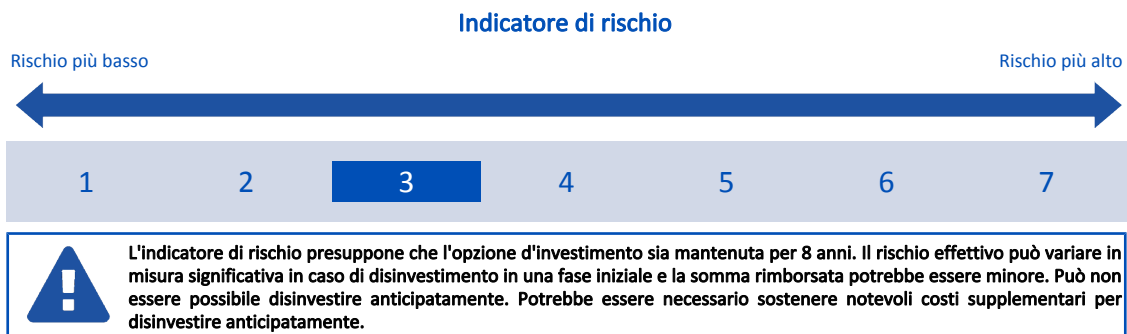 Indicatore di rischio
Rischio più basso
Rischio più alto
1 2 3 4 5 6 7
L'indicatore di rischio presuppone che l'opzione d'investimento sia mantenuta per 8 anni. Il rischio effettivo può variare in
misura significativa in caso di disinvestimento in una fase iniziale e la somma rimborsata potrebbe essere minore. Può non
essere possibile disinvestire anticipatamente. Potrebbe essere necessario sostenere notevoli costi supplementari per
disinvestire anticipatamente.